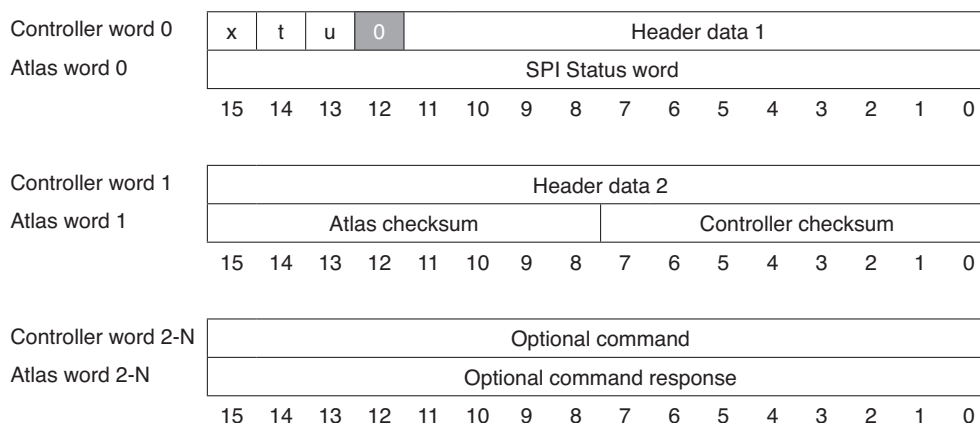 Controller word 0 x t u 0 Header data 1
Atlas word 0 SPI Status word
15 14 13 12 11 10 9 8 7 6 5 4 3 2 1 0
Controller word 1 Header data 2
Atlas word 1 Atlas checksum Controller checksum
15 14 13 12 11 10 9 8 7 6 5 4 3 2 1 0
Controller word 2-N Optional command
Atlas word 2-N Optional command response
15 14 13 12 11 10 9 8 7 6 5 4 3 2 1 0